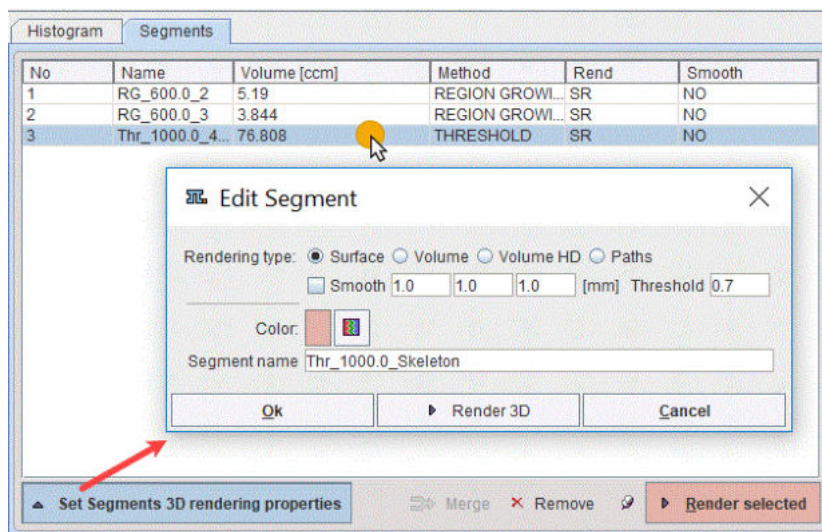 Histogram Segments
No Name Volume [ccm] Method Rend Smooth
1 RG_600.0_2 5.19 REGION GROWI... SR NO
2 RG_600.0_3 3.844 REGION GROWI... SR NO
3 Thr_1000.0_4... 76.808 THRESHOLD SR NO
Edit Segment
Rendering type: Surface Volume Volume HD Paths
Smooth 1.0 1.0 1.0 [mm] Threshold 0.7
Color:
Segment name Thr_1000.0_Skeleton
Ok Render 3D Cancel
Set Segments 3D rendering properties Merge Remove Render selected